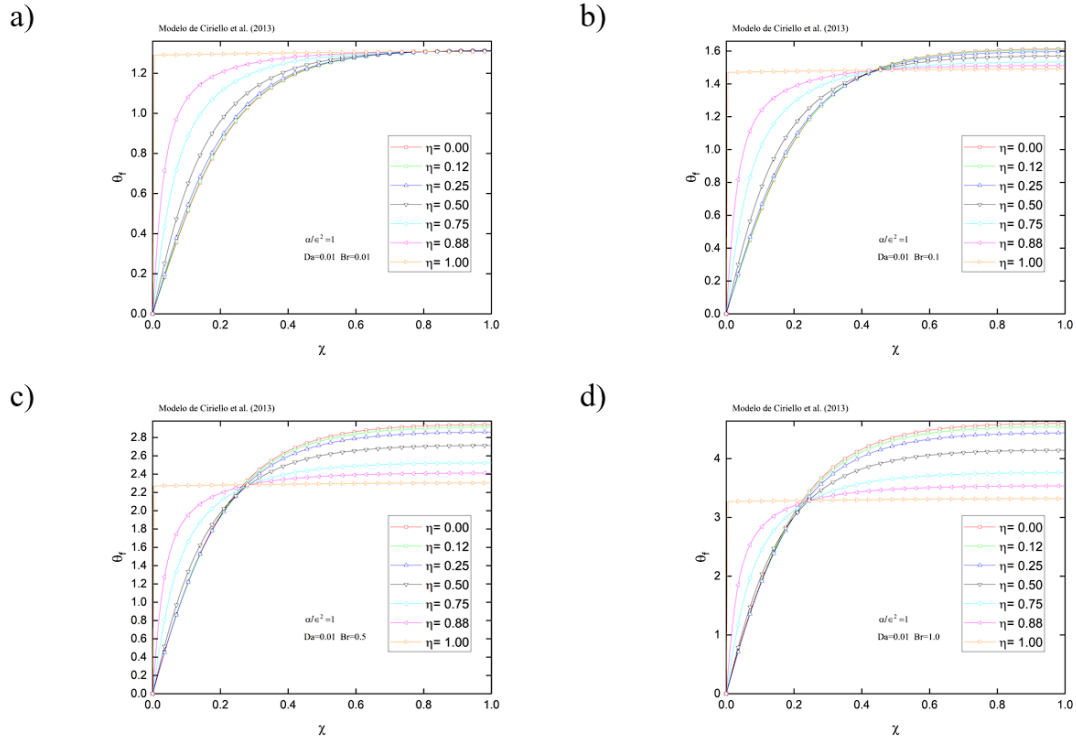 a)
Modelo de Ciriello et al. (2013)
1.2
1.0
0.8
0.6
0.4
0.2
0.0
θf
η= 0.00
η= 0.12
η= 0.25
η= 0.50
η= 0.75
η= 0.88
η= 1.00
α/ϵ²=1
Da=0.01 Br=0.01
0.0 0.2 0.4 0.6 0.8 1.0
χ
b)
Modelo de Ciriello et al. (2013)
1.6
1.4
1.2
1.0
0.8
0.6
0.4
0.2
0.0
θf
η= 0.00
η= 0.12
η= 0.25
η= 0.50
η= 0.75
η= 0.88
η= 1.00
α/ϵ²=1
Da=0.01 Br=0.1
0.0 0.2 0.4 0.6 0.8 1.0
χ
c)
Modelo de Ciriello et al. (2013)
2.8
2.6
2.4
2.2
2.0
1.8
1.7
1.5
1.3
1.1
0.9
0.7
0.6
0.4
0.2
0.0
θf
η= 0.00
η= 0.12
η= 0.25
η= 0.50
η= 0.75
η= 0.88
η= 1.00
α/ϵ²=1
Da=0.01 Br=0.5
0.0 0.2 0.4 0.6 0.8 1.0
χ
d)
Modelo de Ciriello et al. (2013)
4
3
2
1
0
θf
η= 0.00
η= 0.12
η= 0.25
η= 0.50
η= 0.75
η= 0.88
η= 1.00
α/ϵ²=1
Da=0.01 Br=1.0
0.0 0.2 0.4 0.6 0.8 1.0
χ